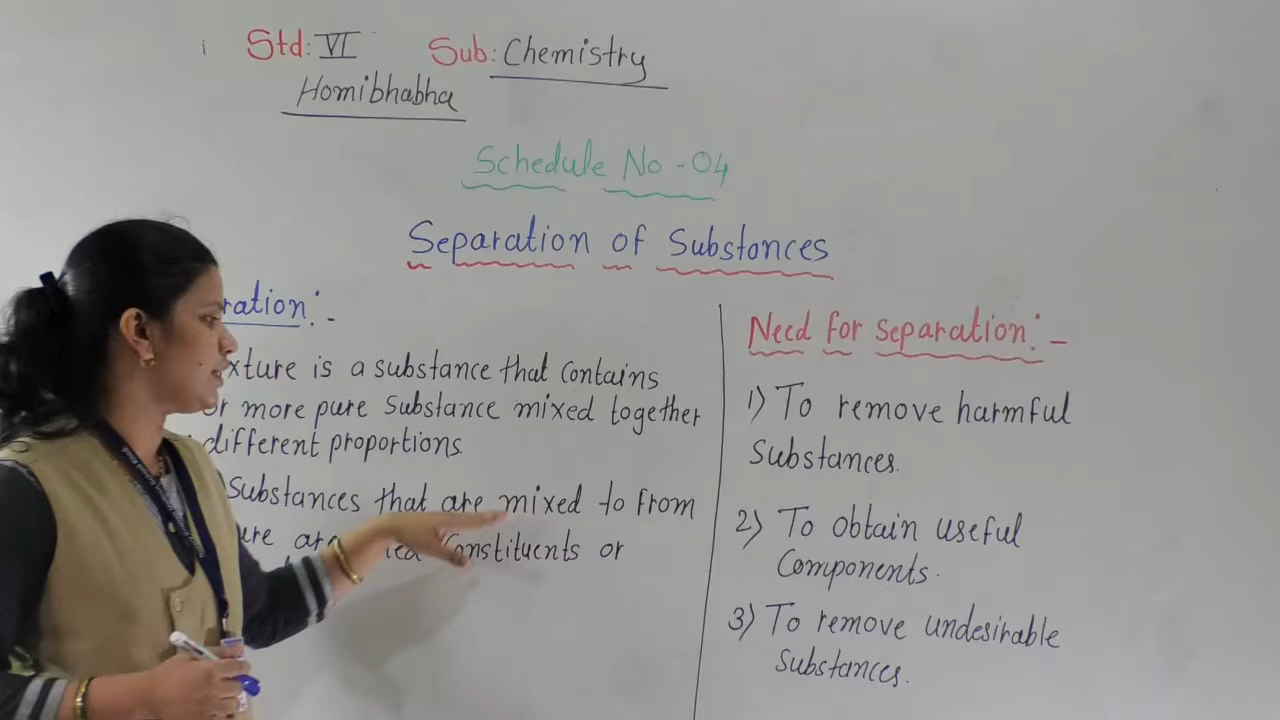 Std: VI Sub: Chemistry
Homibhabha
Schedule No - 04
Separation of Substances
ration :-
xture is a substance that contains
or more pure Substance mixed together
different proportions.
Substances that are mixed to from
ure are Constituents or
Need for separation :-
1) To remove harmful
Substances.
2) To obtain useful
Components.
3) To remove undesirable
Substances.